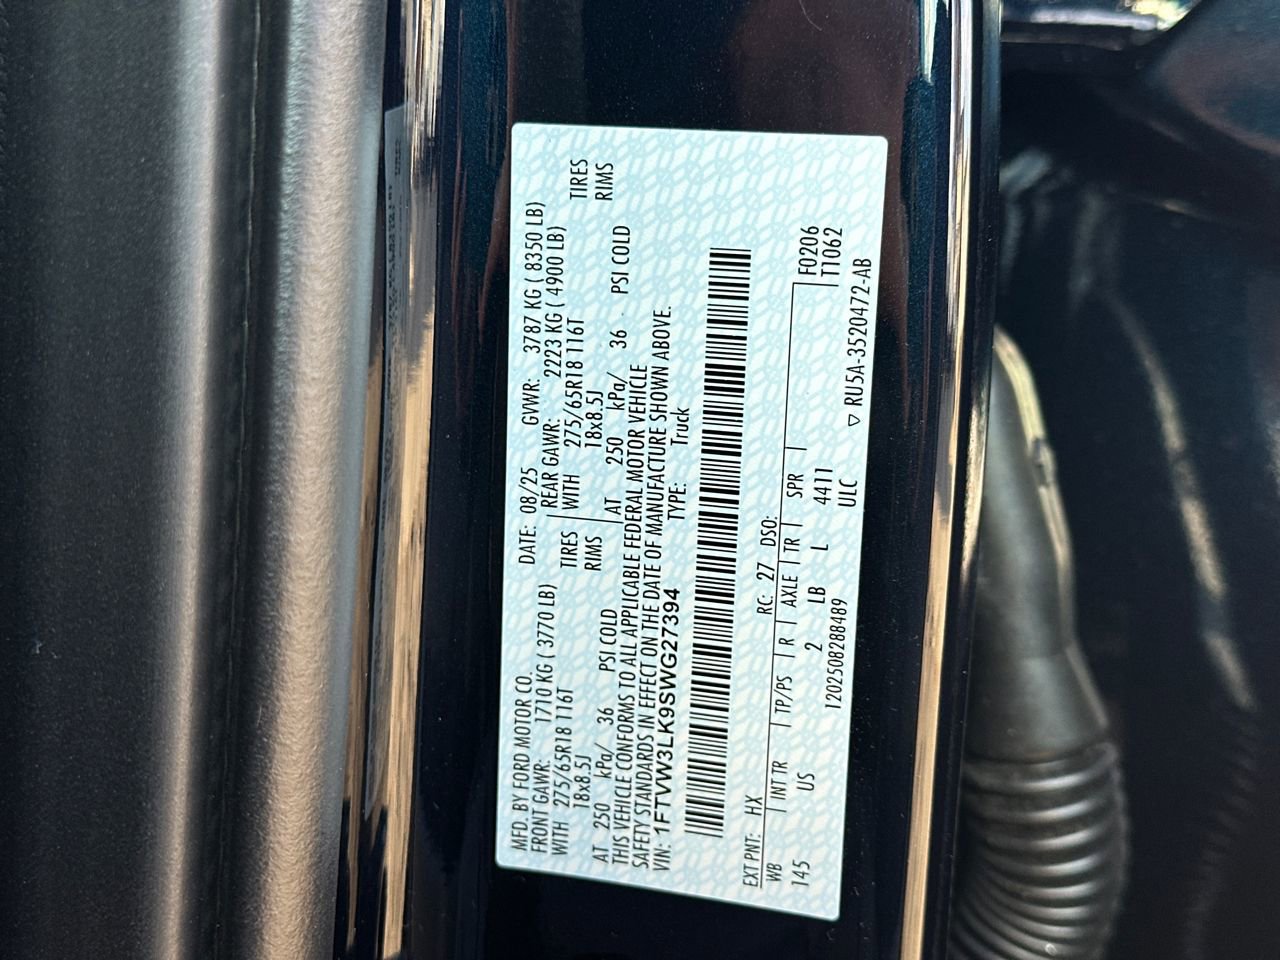 MFD. BY FORD MOTOR CO.
DATE: 08/25 GVWR: 3787 KG ( 8350 LB)
FRONT GAWR: 1710 KG ( 3770 LB)
REAR GAWR: 2223 KG ( 4900 LB)
WITH 275/65R18 116T TIRES
WITH 275/65R18 116T TIRES
18x8.5J RIMS
18x8.5J RIMS
AT 250 kPa/ 36 PSI COLD
AT 250 kPa/ 36 PSI COLD
THIS VEHICLE CONFORMS TO ALL APPLICABLE FEDERAL MOTOR VEHICLE
SAFETY STANDARDS IN EFFECT ON THE DATE OF MANUFACTURE SHOWN ABOVE.
VIN: 1FTVW3LK9SWG27394 TYPE: Truck
EXT PNT: HX RC: 27 DSO:
WB INT TR TP/PS R AXLE TR SPR F0206
145 US 2 LB L 4411 T1062
1202508288489 ULC
▽ RU5A-3520472-AB